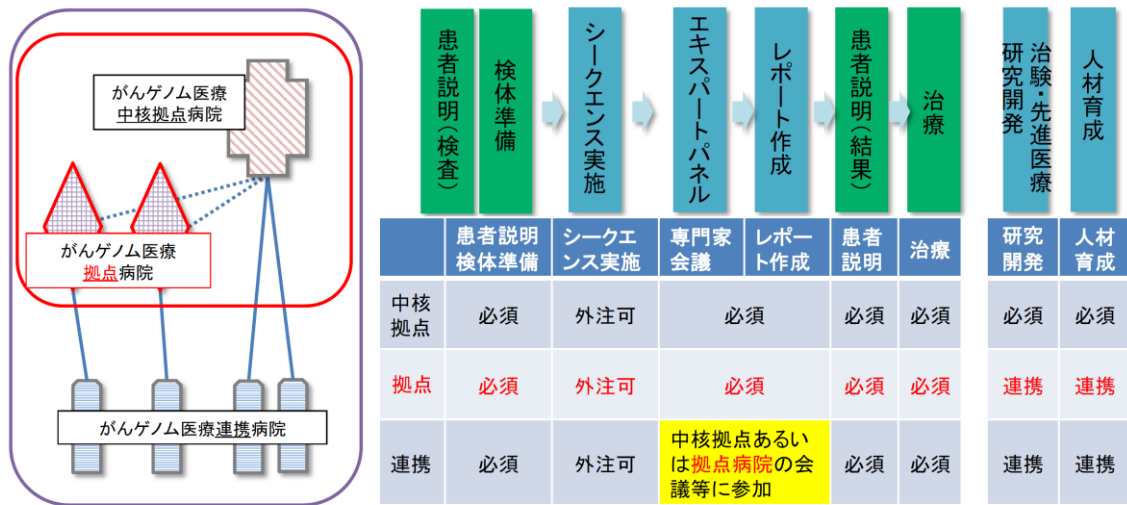 がんゲノム医療
中核拠点病院
がんゲノム医療
拠点病院
がんゲノム医療連携病院
患者説明(検査)
検体準備
シークエンス実施
エキスパートパネル
レポート作成
患者説明(結果)
治療
治験・先進医療
研究開発
人材育成
患者説明
検体準備
シークエ
ンス実施
専門家
会議
レポー
ト作成
患者
説明
治療
研究
開発
人材
育成
中核
拠点
必須
外注可
必須
必須
必須
必須
必須
拠点
必須
外注可
必須
必須
必須
連携
連携
連携
必須
外注可
中核拠点あるい
は拠点病院の会
議等に参加
必須
必須
連携
連携